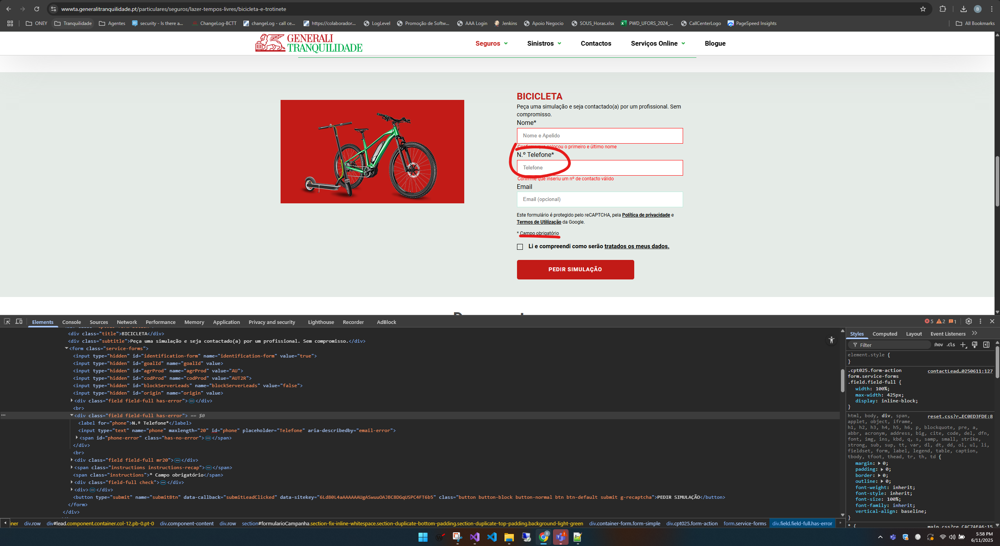 wwwta.generalitranquilidade.pt/particulares/seguros/lazer-tempos-livres/bicicleta-e-trotinete
B
ONEY
Tranquilidade
Agentes
security - Is there a...
ChangeLog-BCTT
changeLog - call ce...
https://colaborador...
LogLevel
Promoção de Softw...
AAA Login
Jenkins
Apoio Negocio
SOUS_Horas.xlsx
PWD_UFORS_2024_...
CallCenterLogo
PageSpeed Insights
All Bookmarks
GENERALI
TRANQUILIDADE
Seguros
Sinistros
Contactos
Serviços Online
Blogue
BICICLETA
Peça uma simulação e seja contactado(a) por um profissional. Sem
compromisso.
Nome*
Nome e Apelido
Confirme que colocou o primeiro e último nome
N.º Telefone*
Telefone
Confirme que inseriu um nº de contacto válido
Email
Email (opcional)
Este formulário é protegido pelo reCAPTCHA, pela Política de privacidade e
Termos de Utilização da Google.
* Campo obrigatório
Li e compreendi como serão tratados os meus dados.
PEDIR SIMULAÇÃO
Elements Console Sources Network Performance Memory Application Privacy and security Lighthouse Recorder AdBlock
5 2 1
<div class="title">BICICLETA</div>
<div class="subtitle">Peça uma simulação e seja contactado(a) por um profissional. Sem compromisso.</div>
<form class="service-forms">
<input type="hidden" id="identification-form" name="identification-form" value="true">
<input type="hidden" id="goalId" name="goalId" value>
<input type="hidden" id="agrProd" name="agrProd" value="AU">
<input type="hidden" id="codProd" name="codProd" value="AUT2R">
<input type="hidden" id="blockServerLeads" name="blockServerLeads" value="false">
<input type="hidden" id="origin" name="origin" value>
<div class="field field-full has-error">…</div>
<br>
<div class="field field-full has-error"> == $0
<label for="phone">N.º Telefone*</label>
<input type="text" name="phone" maxlength="20" id="phone" placeholder="Telefone" aria-describedby="email-error">
<span id="phone-error" class="has-no-error">…</span>
</div>
<br>
<div class="field field-full mr20">…</div>
<span class="instructions instructions-recap">…</span>
<span class="instructions">* Campo obrigatório</span>
<div class="field-full check">…</div>
<div>…</div>
<button type="submit" name="submitBtn" data-callback="submitLeadClicked" data-sitekey="6Ld80L4aAAAAAAUgASwuuOAJBC8DGqUSPC4FT6b5" class="button button-block button-normal btn btn-default submit g-recaptcha">PEDIR SIMULAÇÃO</button>
</form>
</div>
iner div.row div#lead.component.container.col-12.pb-0.pt-0 div.component-content div.row section#formularioCampanha.section-fix-inline-whitespace.section-duplicate-bottom-padding.section-duplicate-top-padding.background-light-green div.container-form.form-simple div.cpt025.form-action form.service-forms div.field.field-full.has-error
Styles Computed Layout Event Listeners
Filter :hov .cls
element.style {
}
.cpt025.form-action contactLead…0250611:127
form.service-forms
.field.field-full {
width: 100%;
max-width: 425px;
display: inline-block;
}
html, body, div, span, reset.css?r…EC0ED3FDE:8
applet, object, iframe,
h1, h2, h3, h4, h5, h6, p, blockquote, pre, a,
abbr, acronym, address, big, cite, code, del, dfn,
font, img, ins, kbd, q, s, samp, small, strike,
strong, sub, sup, tt, var, dl, dt, dd, ol, ul, li,
fieldset, form, label, legend, table, caption,
tbody, tfoot, thead, tr, th, td {
margin: 0;
padding: 0;
border: 0;
outline: 0;
font-weight: inherit;
font-style: inherit;
font-size: 100%;
font-family: inherit;
vertical-align: baseline;
}
* {
5:58 PM
6/11/2025